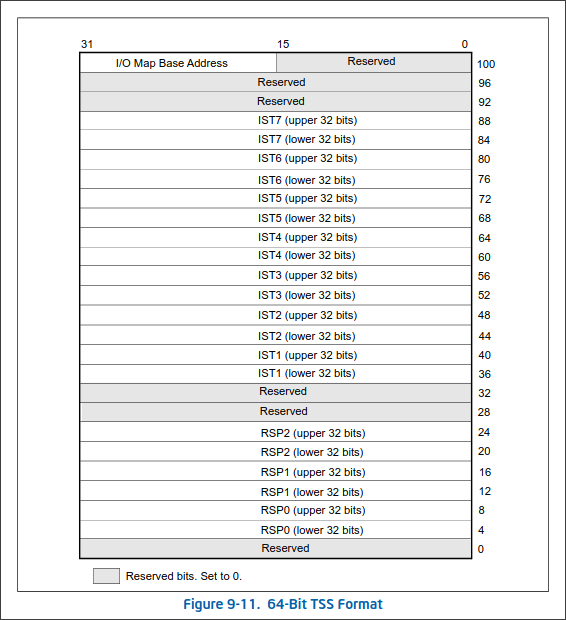 31 15 0
I/O Map Base Address Reserved 100
Reserved 96
Reserved 92
IST7 (upper 32 bits) 88
IST7 (lower 32 bits) 84
IST6 (upper 32 bits) 80
IST6 (lower 32 bits) 76
IST5 (upper 32 bits) 72
IST5 (lower 32 bits) 68
IST4 (upper 32 bits) 64
IST4 (lower 32 bits) 60
IST3 (upper 32 bits) 56
IST3 (lower 32 bits) 52
IST2 (upper 32 bits) 48
IST2 (lower 32 bits) 44
IST1 (upper 32 bits) 40
IST1 (lower 32 bits) 36
Reserved 32
Reserved 28
RSP2 (upper 32 bits) 24
RSP2 (lower 32 bits) 20
RSP1 (upper 32 bits) 16
RSP1 (lower 32 bits) 12
RSP0 (upper 32 bits) 8
RSP0 (lower 32 bits) 4
Reserved 0
Reserved bits. Set to 0.
Figure 9-11. 64-Bit TSS Format